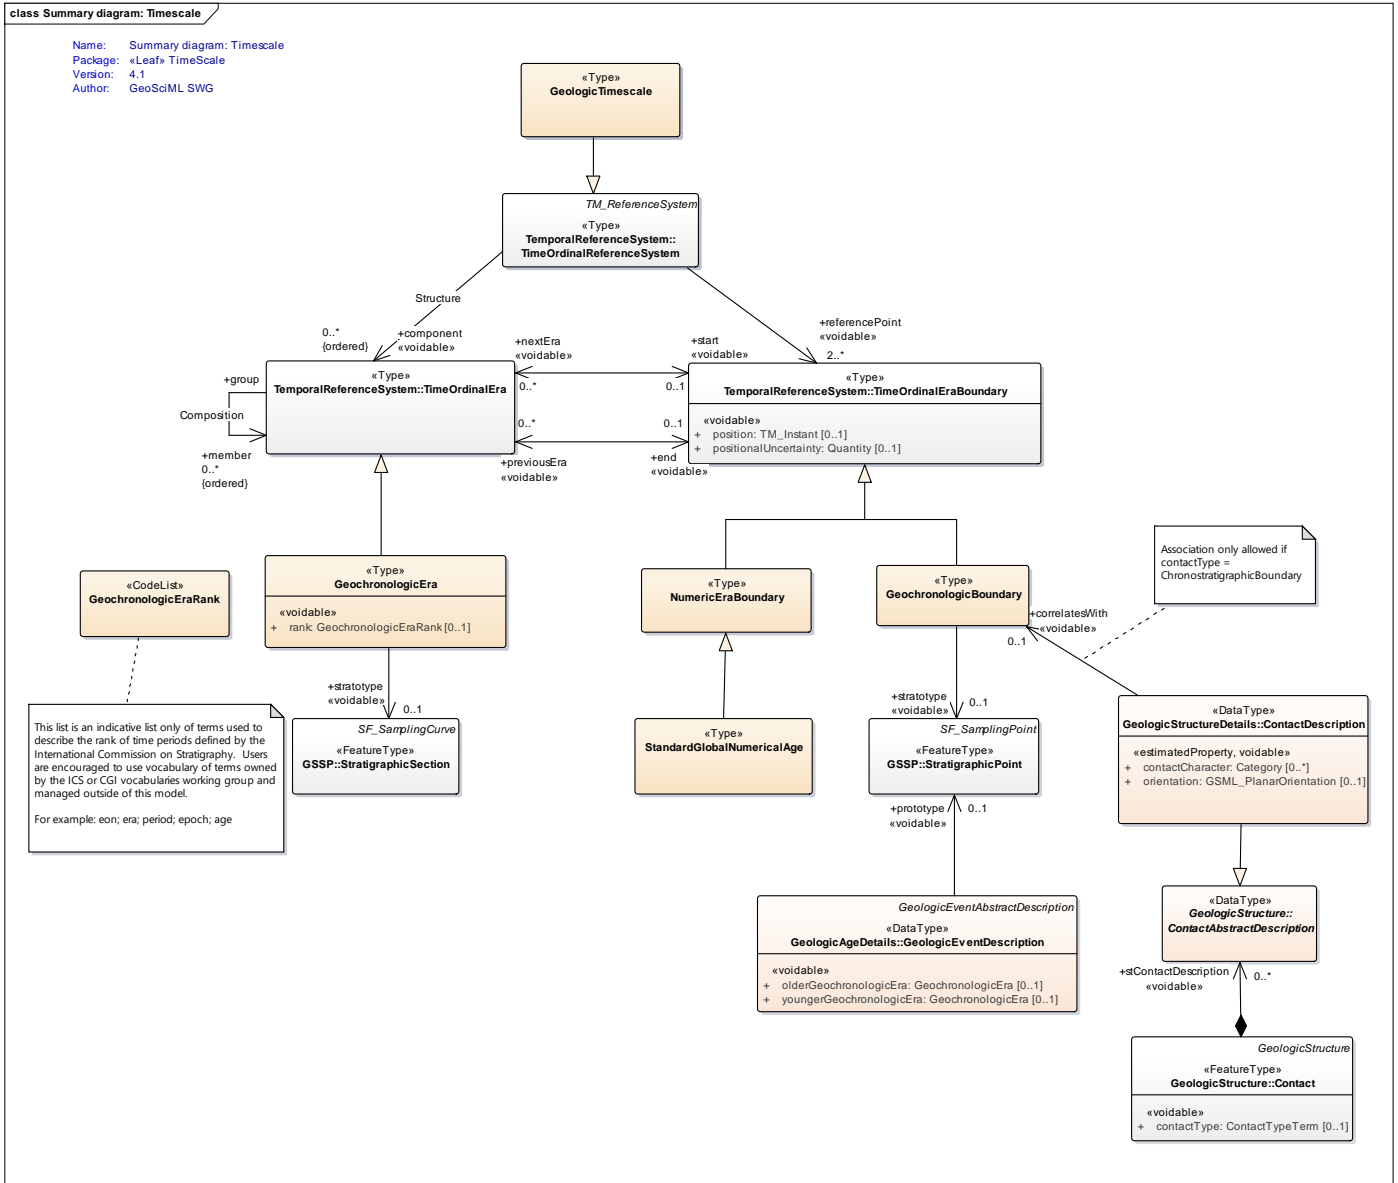 class Summary diagram: Timescale
Name: Summary diagram: Timescale
Package: «Leaf» TimeScale
Version: 4.1
Author: GeoSciML SWG
«Type»
GeologicTimescale
TM_ReferenceSystem
«Type»
TemporalReferenceSystem::
TimeOrdinalReferenceSystem
Structure
0..*
{ordered}
+component
«voidable»
+referencePoint
«voidable»
2..*
+nextEra
«voidable»
0..*
+start
«voidable»
0..1
«Type»
TemporalReferenceSystem::TimeOrdinalEra
+group
Composition
+member
0..*
{ordered}
0..*
+previousEra
«voidable»
0..1
+end
«voidable»
«Type»
TemporalReferenceSystem::TimeOrdinalEraBoundary
«voidable»
+ position: TM_Instant [0..1]
+ positionalUncertainty: Quantity [0..1]
Association only allowed if
contactType =
ChronostratigraphicBoundary
«CodeList»
GeochronologicEraRank
«Type»
GeochronologicEra
«voidable»
+ rank: GeochronologicEraRank [0..1]
«Type»
NumericEraBoundary
«Type»
GeochronologicBoundary
+correlatesWith
«voidable»
0..1
+stratotype
«voidable»
0..1
+stratotype
«voidable»
0..1
This list is an indicative list only of terms used to
describe the rank of time periods defined by the
International Commission on Stratigraphy. Users
are encouraged to use vocabulary of terms owned
by the ICS or CGI vocabularies working group and
managed outside of this model.
For example: eon; era; period; epoch; age
SF_SamplingCurve
«FeatureType»
GSSP::StratigraphicSection
«Type»
StandardGlobalNumericalAge
SF_SamplingPoint
«FeatureType»
GSSP::StratigraphicPoint
+prototype
«voidable»
0..1
«DataType»
GeologicStructureDetails::ContactDescription
«estimatedProperty, voidable»
+ contactCharacter: Category [0..*]
+ orientation: GSML_PlanarOrientation [0..1]
GeologicEventAbstractDescription
«DataType»
GeologicAgeDetails::GeologicEventDescription
«voidable»
+ olderGeochronologicEra: GeochronologicEra [0..1]
+ youngerGeochronologicEra: GeochronologicEra [0..1]
«DataType»
GeologicStructure::
ContactAbstractDescription
+stContactDescription
«voidable»
0..*
GeologicStructure
«FeatureType»
GeologicStructure::Contact
«voidable»
+ contactType: ContactTypeTerm [0..1]